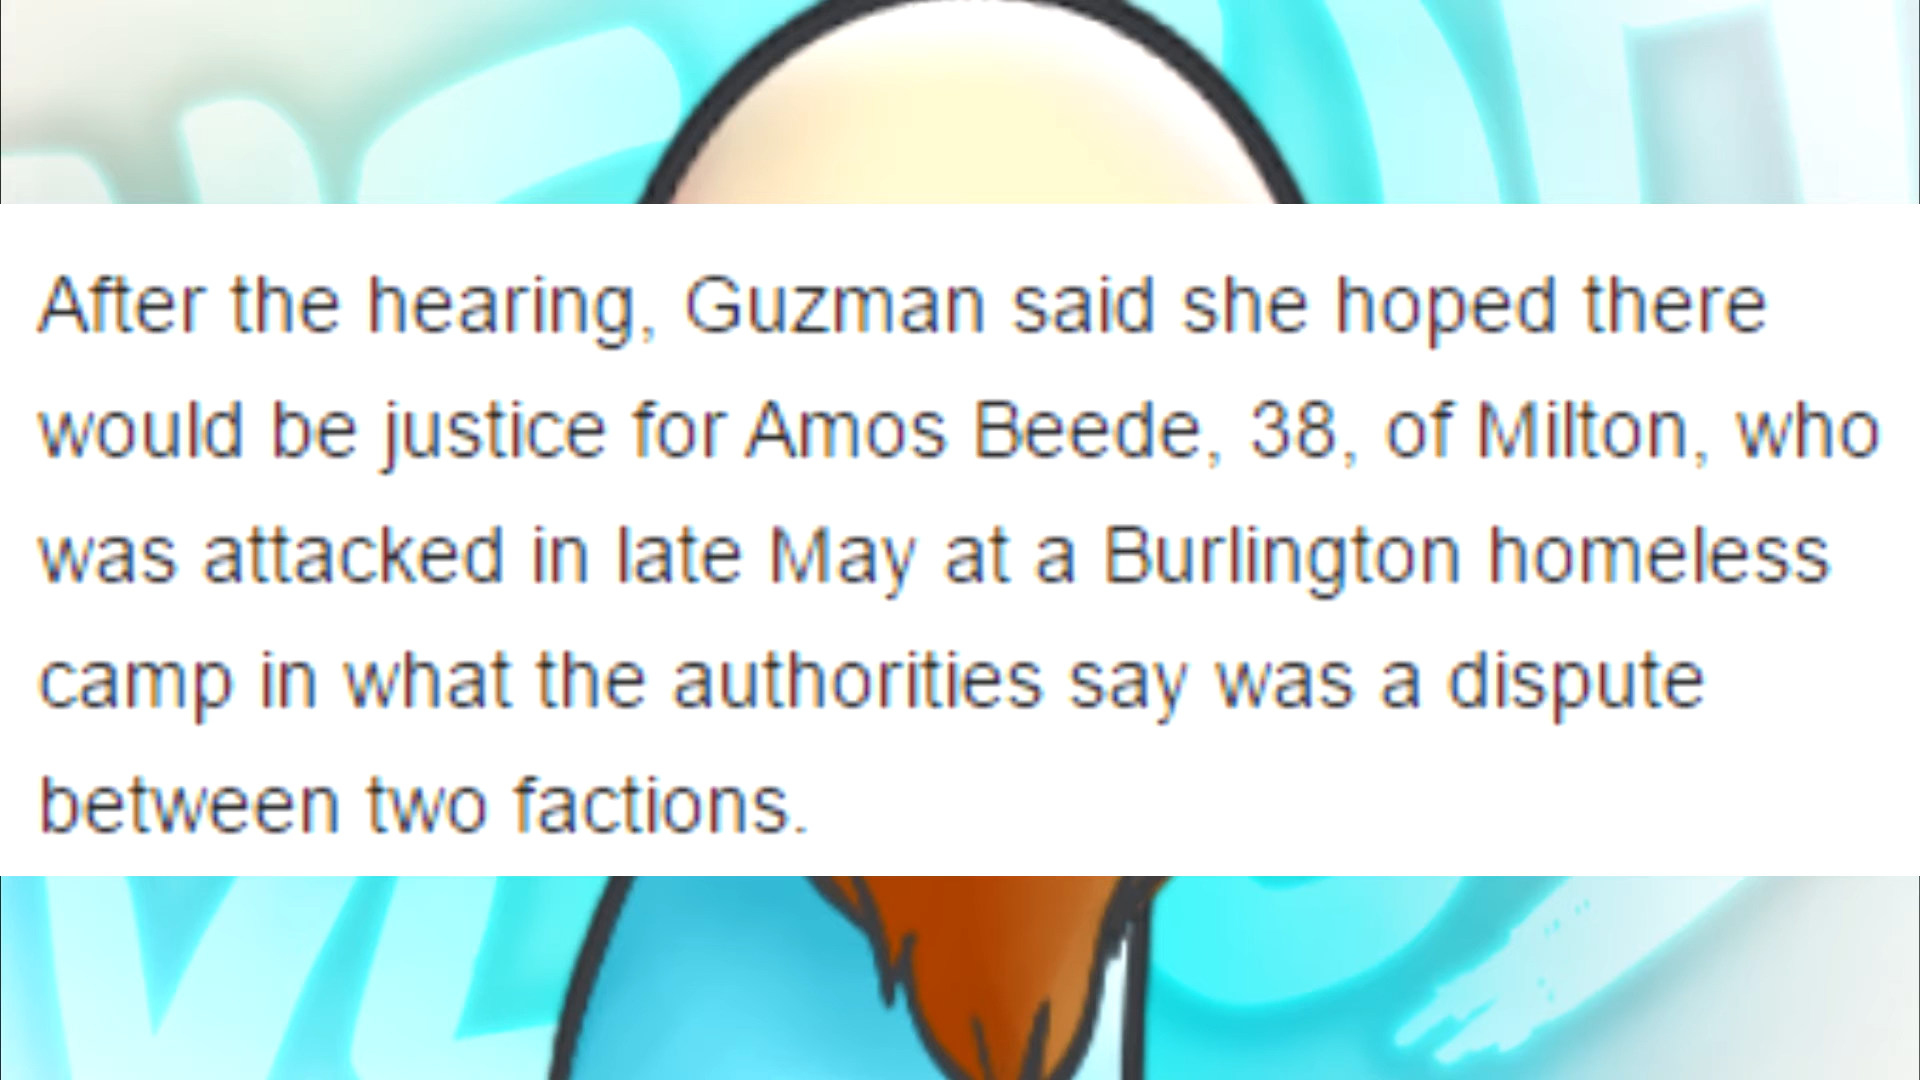 After the hearing, Guzman said she hoped there
would be justice for Amos Beede, 38, of Milton, who
was attacked in late May at a Burlington homeless
camp in what the authorities say was a dispute
between two factions.